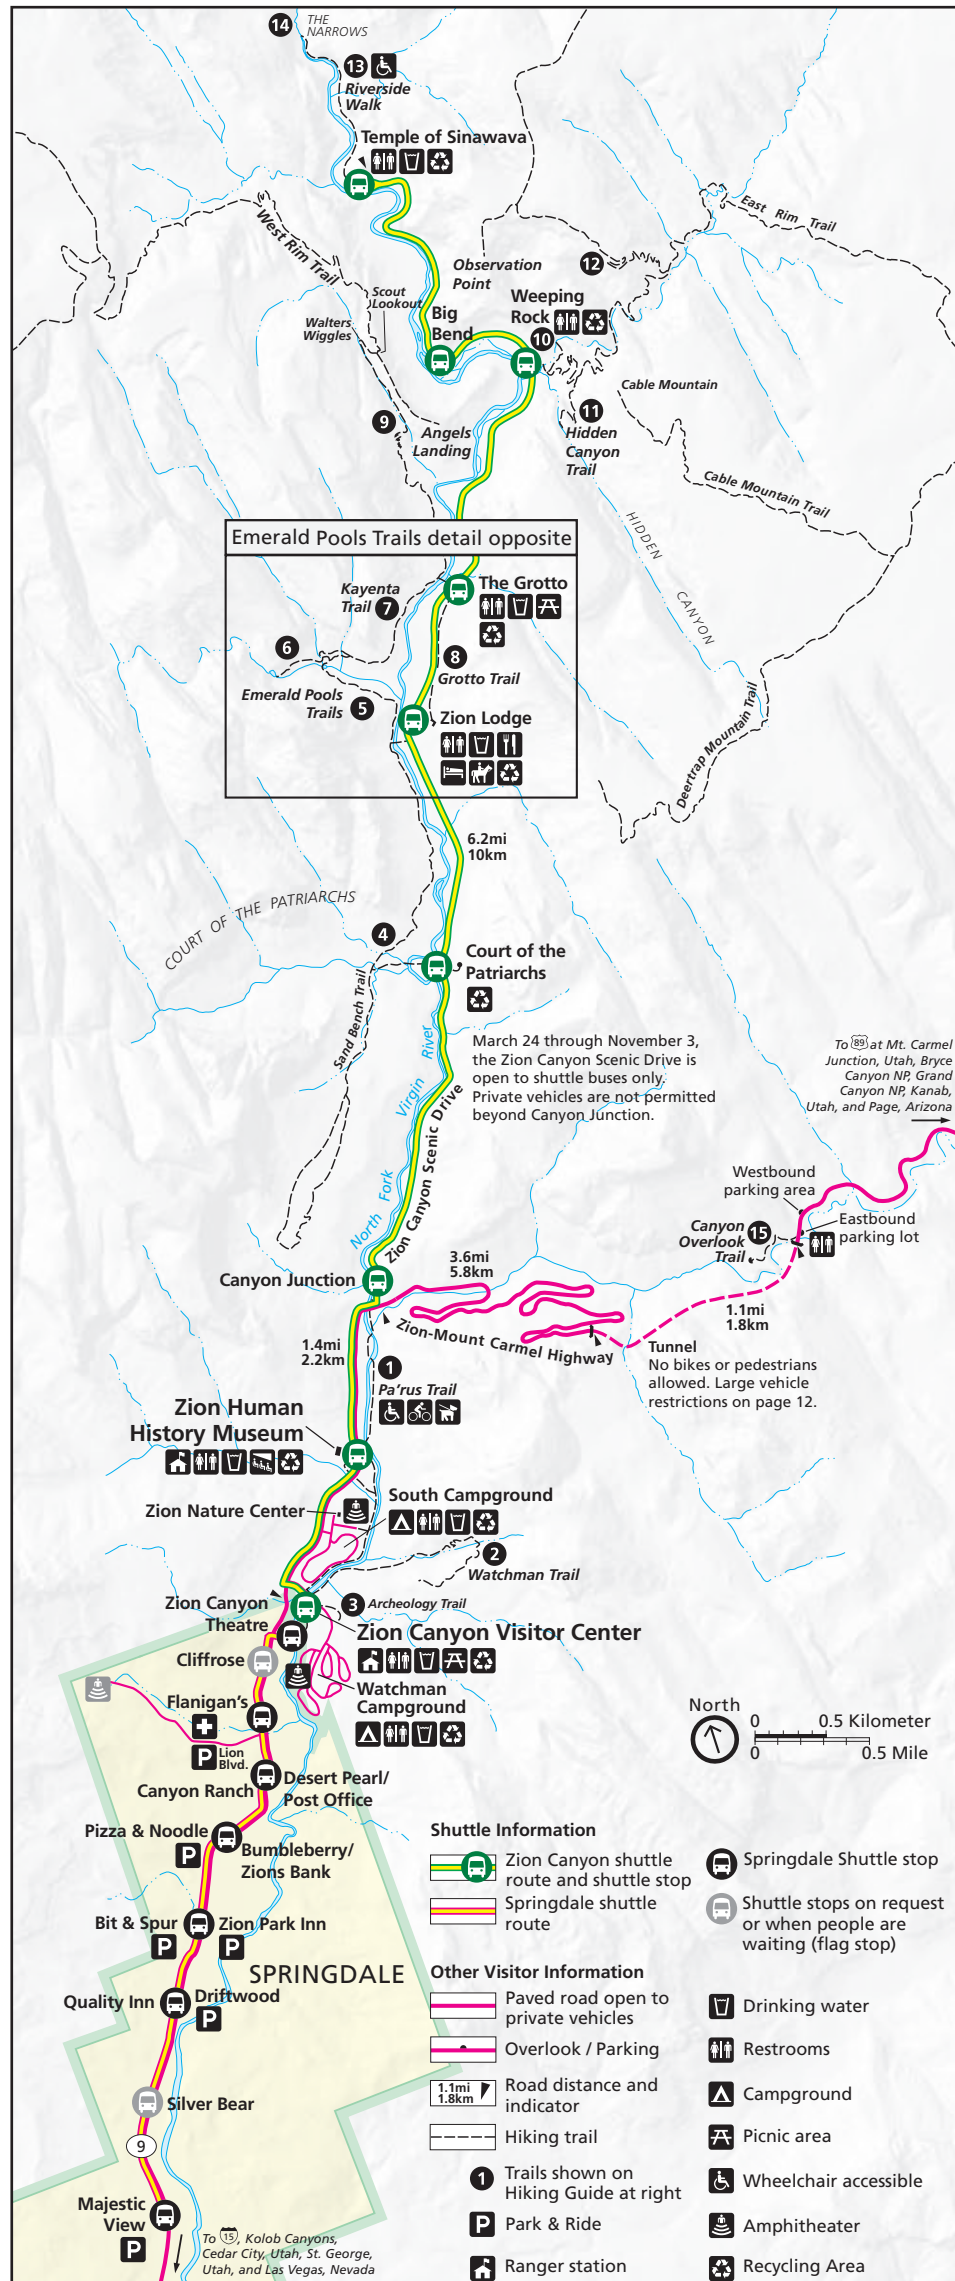 14
THE
NARROWS
13
Riverside
Walk
Temple of Sinawava
West Rim Trail
East Rim Trail
Observation
Point
12
Scout
Lookout
Walters
Wiggles
Big
Bend
Weeping
Rock
10
Cable Mountain
9
Angels
Landing
11
Hidden
Canyon
Trail
Cable Mountain Trail
HIDDEN
CANYON
Emerald Pools Trails detail opposite
Kayenta
Trail 7
The Grotto
6
8
Grotto Trail
Emerald Pools
Trails
5
Zion Lodge
Deertrap Mountain Trail
6.2mi
10km
COURT OF THE PATRIARCHS
4
Court of the
Patriarchs
Sand Bench Trail
March 24 through November 3,
the Zion Canyon Scenic Drive is
open to shuttle buses only.
Private vehicles are not permitted
beyond Canyon Junction.
To 89 at Mt. Carmel
Junction, Utah, Bryce
Canyon NP, Grand
Canyon NP, Kanab,
Utah, and Page, Arizona
North Fork Virgin River
Zion Canyon Scenic Drive
Westbound
parking area
Canyon
Overlook
Trail
15
Eastbound
parking lot
Canyon Junction
3.6mi
5.8km
1.1mi
1.8km
Zion-Mount Carmel Highway
1.4mi
2.2km
Tunnel
No bikes or pedestrians
allowed. Large vehicle
restrictions on page 12.
1
Pa'rus Trail
Zion Human
History Museum
Zion Nature Center
South Campground
2
Watchman Trail
Zion Canyon
Theatre
3 Archeology Trail
Zion Canyon Visitor Center
Cliffrose
Watchman
Campground
Flanigan's
P Lion
Blvd.
North
0 0.5 Kilometer
0 0.5 Mile
Canyon Ranch
Desert Pearl/
Post Office
Pizza & Noodle
P
Bumbleberry/
Zions Bank
Bit & Spur
P
Zion Park Inn
P
SPRINGDALE
Quality Inn
Driftwood
P
Silver Bear
9
Majestic
View
P
To 15, Kolob Canyons,
Cedar City, Utah, St. George,
Utah, and Las Vegas, Nevada
Shuttle Information
Zion Canyon shuttle
route and shuttle stop
Springdale shuttle
route
Springdale Shuttle stop
Shuttle stops on request
or when people are
waiting (flag stop)
Other Visitor Information
Paved road open to
private vehicles
Overlook / Parking
1.1mi
1.8km
Road distance and
indicator
Hiking trail
1
Trails shown on
Hiking Guide at right
P Park & Ride
Ranger station
Drinking water
Restrooms
Campground
Picnic area
Wheelchair accessible
Amphitheater
Recycling Area